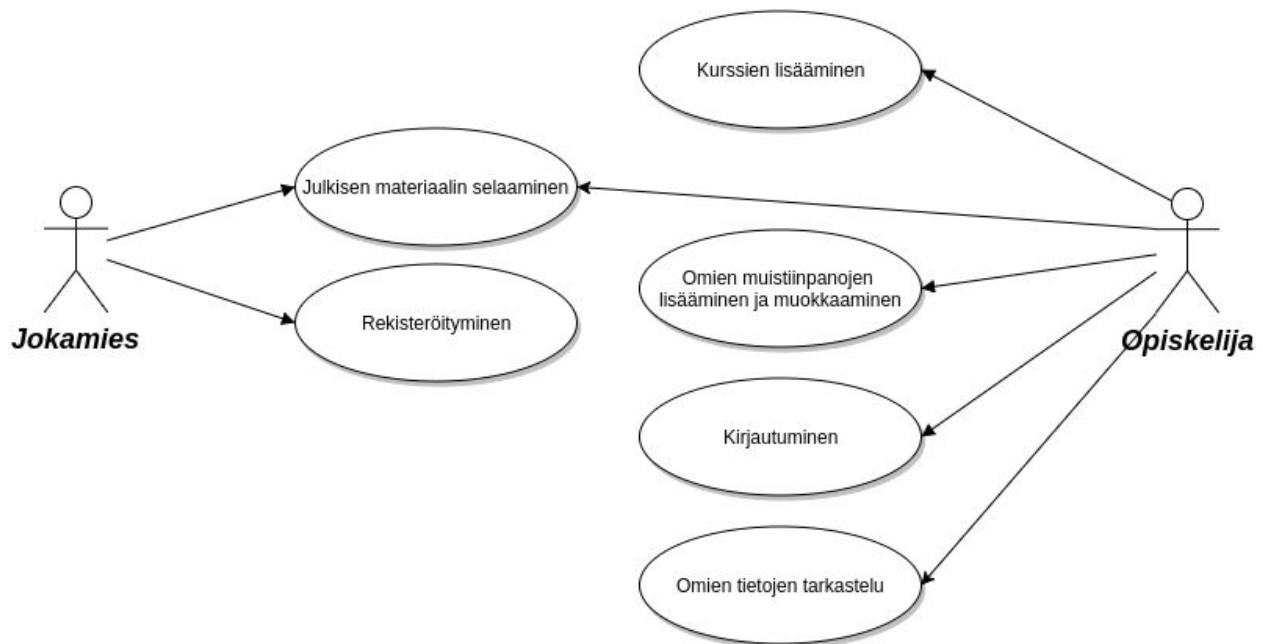 Kurssien lisääminen
Julkisen materiaalin selaaminen
Omien muistiinpanojen
lisääminen ja muokkaaminen
Rekisteröityminen
Jokamies
Opiskelija
Kirjautuminen
Omien tietojen tarkastelu